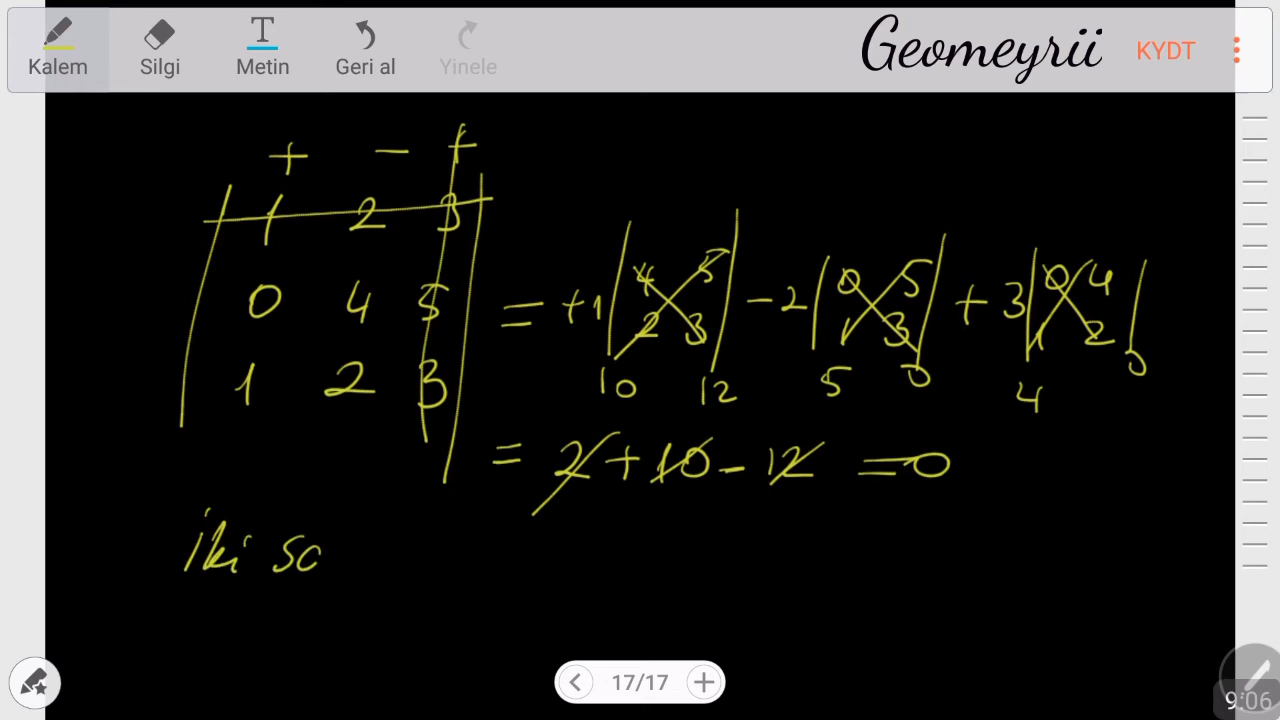 Kalem Silgi Metin Geri al Yinele Geomeyrii KYDT
+ - +
1 2 3
0 4 5
1 2 3
= +1 | 4 5 | - 2 | 0 5 | + 3 | 0 4 |
2 3 1 3 1 2
10 12 5 0 4 0
= 2 + 10 - 12 = 0
İki sa
17/17
9:06